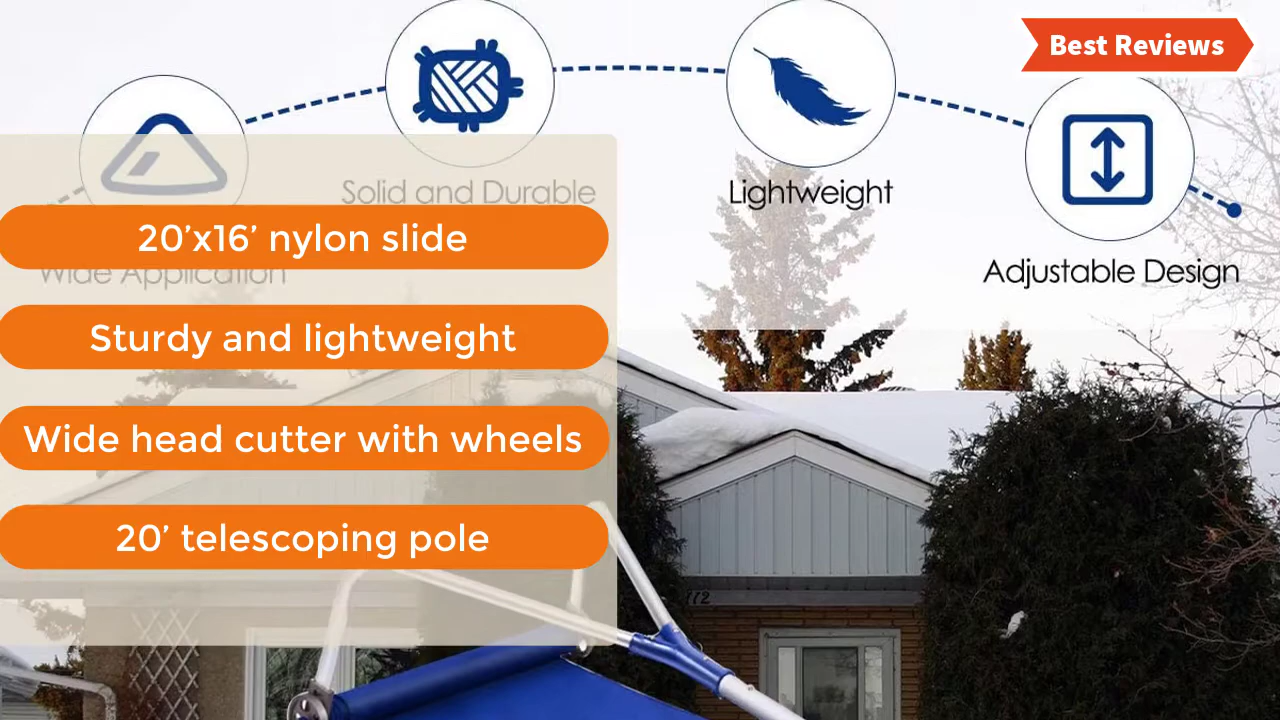 Best Reviews
Solid and Durable
Lightweight
Wide Application
Adjustable Design
20’x16’ nylon slide
Sturdy and lightweight
Wide head cutter with wheels
20’ telescoping pole